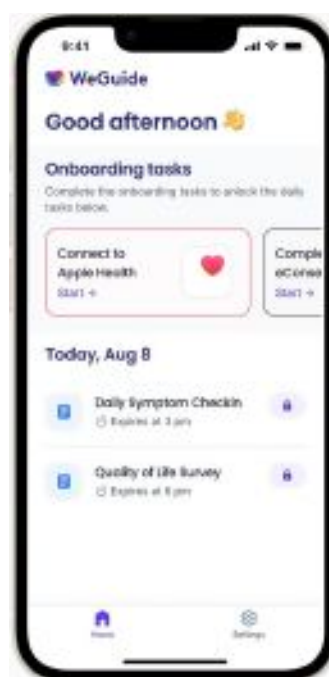 9:41
WeGuide
Good afternoon 👋
Onboarding tasks
Complete the onboarding tasks to unlock the daily
tasks below.
Connect to
Apple Health
Start →
Comple
eConse
Start →
Today, Aug 8
Daily Symptom Checkin
Expires at 3 pm
Quality of Life Survey
Expires at 6 pm
Home
Settings